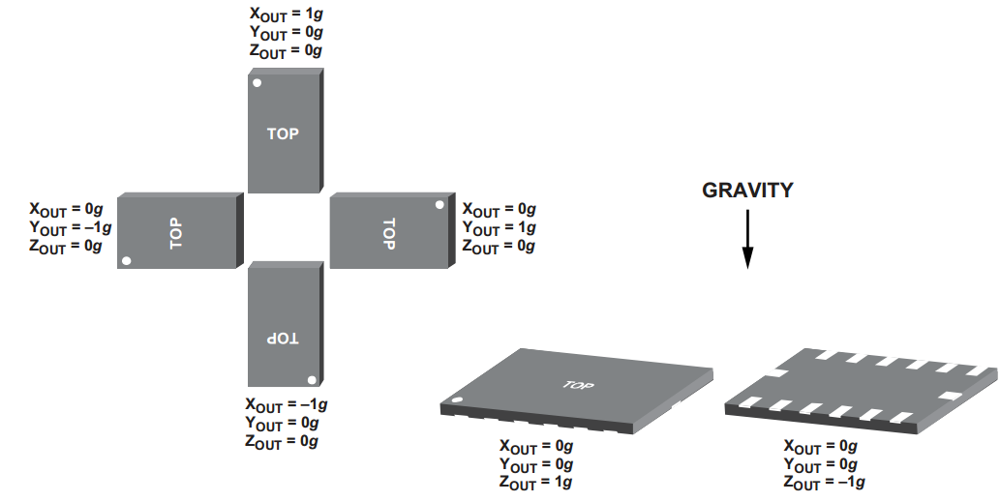 XOUT = 1g
YOUT = 0g
ZOUT = 0g
TOP
XOUT = 0g
YOUT = –1g
ZOUT = 0g
TOP
TOP
XOUT = 0g
YOUT = 1g
ZOUT = 0g
GRAVITY
TOP
XOUT = –1g
YOUT = 0g
ZOUT = 0g
TOP
XOUT = 0g
YOUT = 0g
ZOUT = 1g
XOUT = 0g
YOUT = 0g
ZOUT = –1g